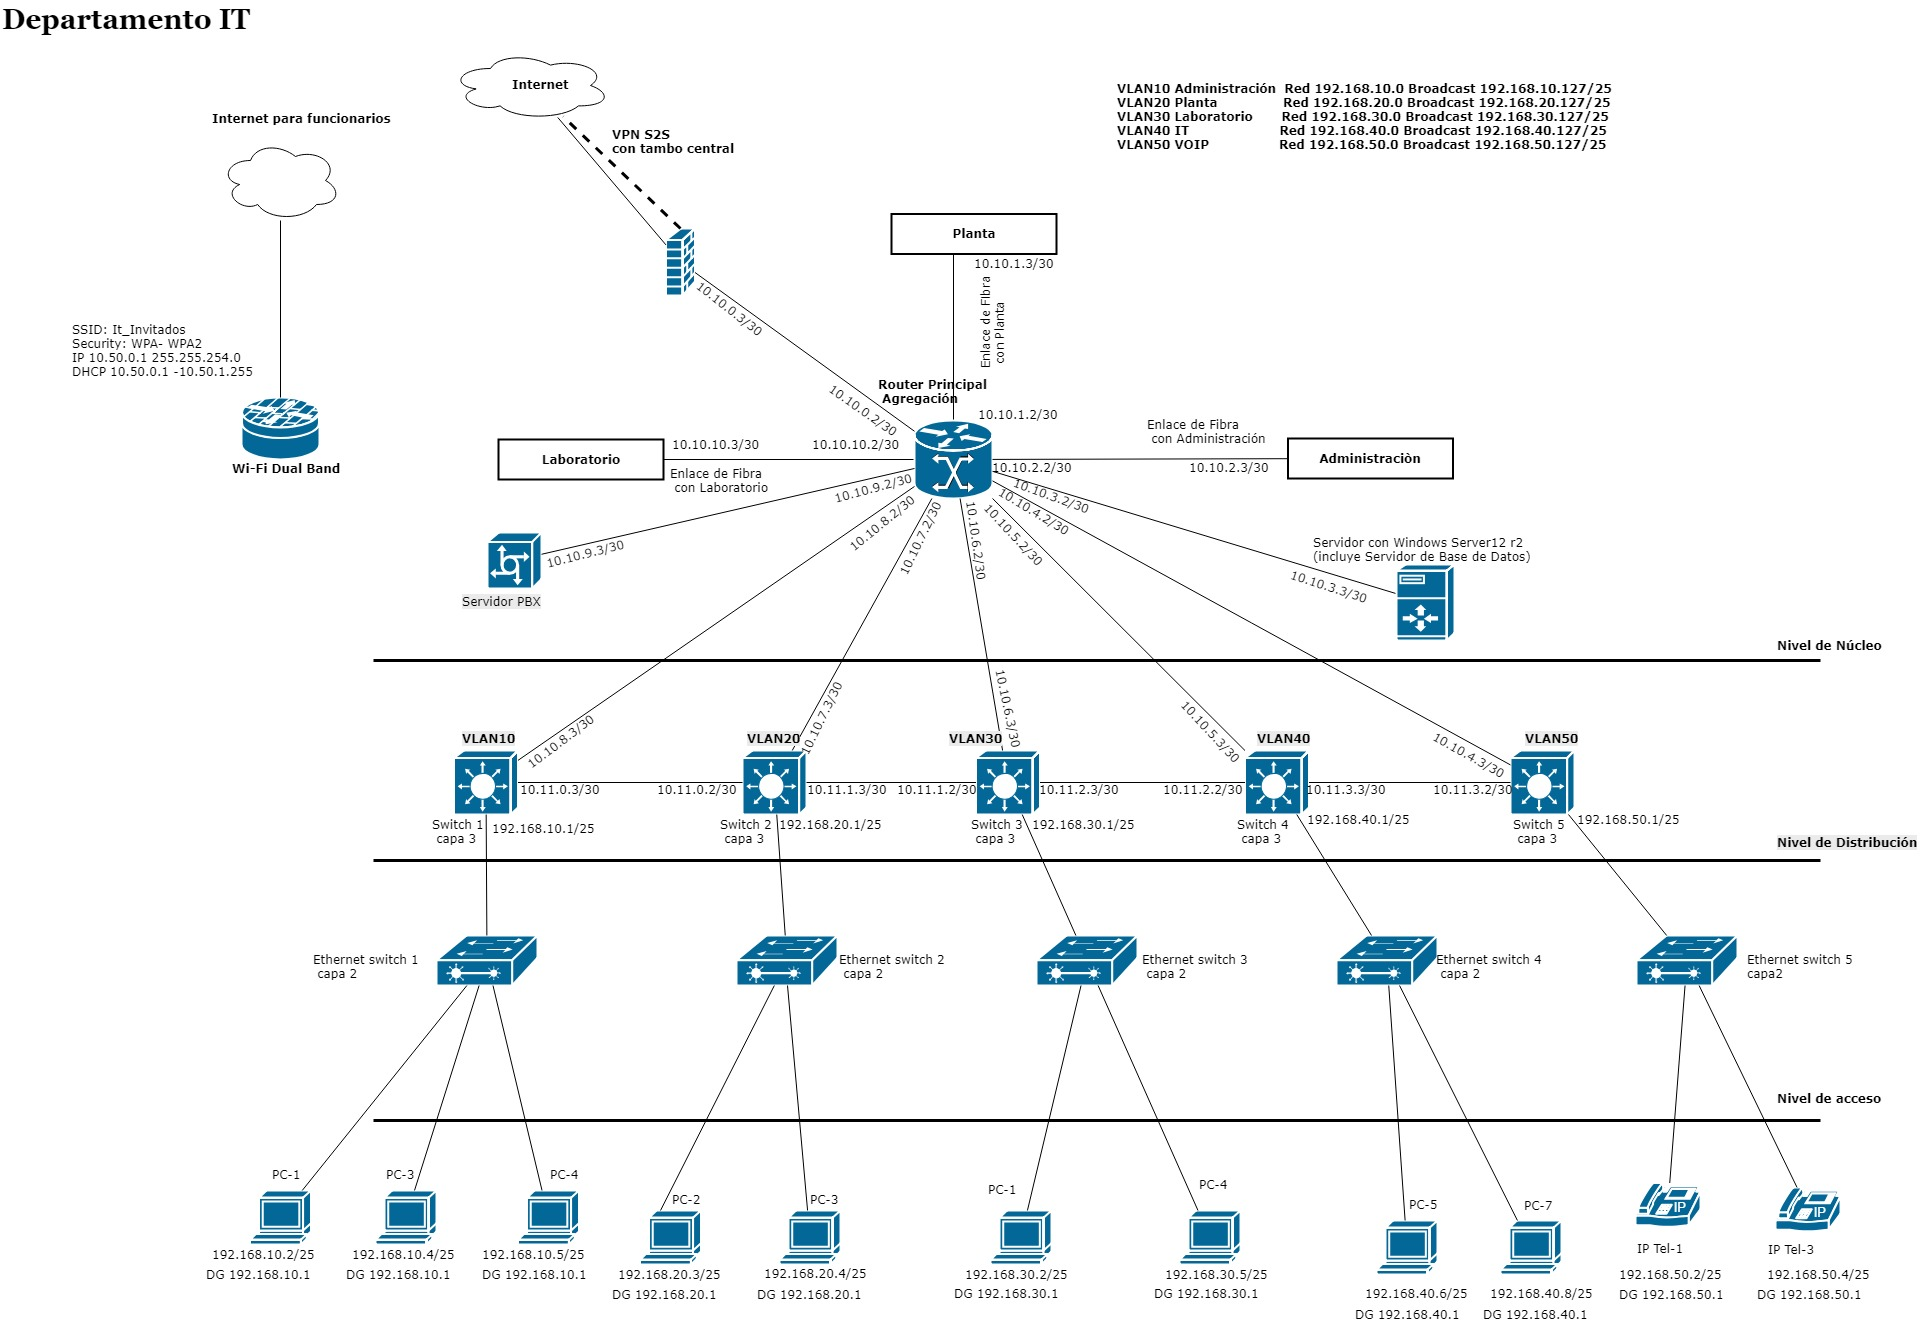 Departamento IT
Internet
Internet para funcionarios
VPN S2S
con tambo central
VLAN10 Administración Red 192.168.10.0 Broadcast 192.168.10.127/25
VLAN20 Planta Red 192.168.20.0 Broadcast 192.168.20.127/25
VLAN30 Laboratorio Red 192.168.30.0 Broadcast 192.168.30.127/25
VLAN40 IT Red 192.168.40.0 Broadcast 192.168.40.127/25
VLAN50 VOIP Red 192.168.50.0 Broadcast 192.168.50.127/25
Planta
10.10.1.3/30
Enlace de FIbra
con Planta
10.10.0.3/30
SSID: It_Invitados
Security: WPA- WPA2
IP 10.50.0.1 255.255.254.0
DHCP 10.50.0.1 -10.50.1.255
Wi-Fi Dual Band
Router Principal
Agregación
10.10.0.2/30
10.10.1.2/30
Laboratorio
10.10.10.3/30
10.10.10.2/30
Enlace de Fibra
con Laboratorio
Enlace de Fibra
con Administración
10.10.2.2/30
10.10.2.3/30
Administraciòn
10.10.9.2/30
10.10.8.2/30
10.10.7.2/30
10.10.6.2/30
10.10.5.2/30
10.10.4.2/30
10.10.3.2/30
10.10.9.3/30
Servidor PBX
Servidor con Windows Server12 r2
(incluye Servidor de Base de Datos)
10.10.3.3/30
Nivel de Núcleo
10.10.8.3/30
10.10.7.3/30
10.10.6.3/30
10.10.5.3/30
10.10.4.3/30
VLAN10
VLAN20
VLAN30
VLAN40
VLAN50
10.11.0.3/30
10.11.0.2/30
10.11.1.3/30
10.11.1.2/30
10.11.2.3/30
10.11.2.2/30
10.11.3.3/30
10.11.3.2/30
Switch 1
capa 3
192.168.10.1/25
Switch 2
capa 3
192.168.20.1/25
Switch 3
capa 3
192.168.30.1/25
Switch 4
capa 3
192.168.40.1/25
Switch 5
capa 3
192.168.50.1/25
Nivel de Distribución
Ethernet switch 1
capa 2
Ethernet switch 2
capa 2
Ethernet switch 3
capa 2
Ethernet switch 4
capa 2
Ethernet switch 5
capa2
Nivel de acceso
PC-1
192.168.10.2/25
DG 192.168.10.1
PC-3
192.168.10.4/25
DG 192.168.10.1
PC-4
192.168.10.5/25
DG 192.168.10.1
PC-2
192.168.20.3/25
DG 192.168.20.1
PC-3
192.168.20.4/25
DG 192.168.20.1
PC-1
192.168.30.2/25
DG 192.168.30.1
PC-4
192.168.30.5/25
DG 192.168.30.1
PC-5
192.168.40.6/25
DG 192.168.40.1
PC-7
192.168.40.8/25
DG 192.168.40.1
IP
IP Tel-1
192.168.50.2/25
DG 192.168.50.1
IP
IP Tel-3
192.168.50.4/25
DG 192.168.50.1